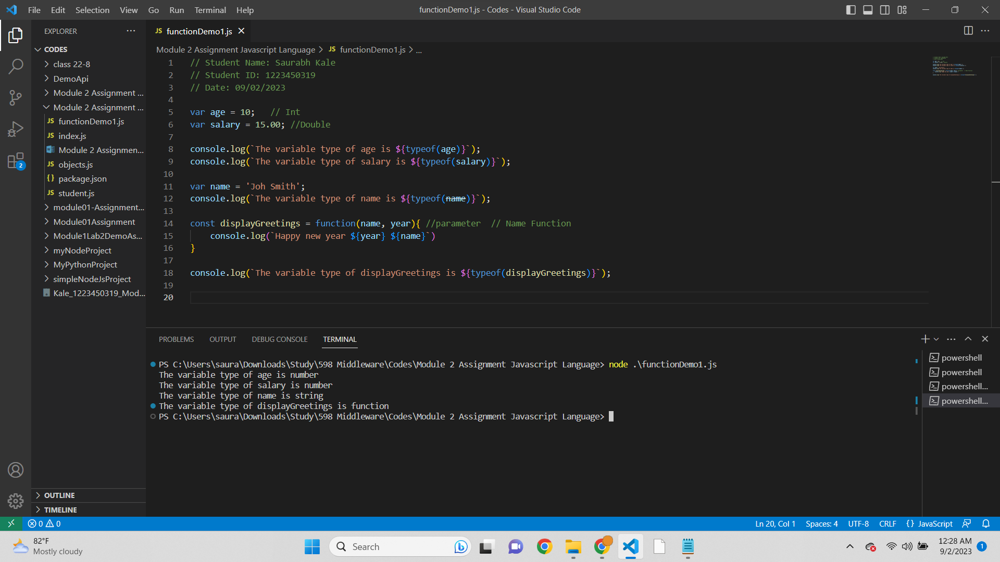 File Edit Selection View Go Run Terminal Help
functionDemo1.js - Codes - Visual Studio Code
EXPLORER
CODES
class 22-8
DemoApi
Module 2 Assignment ...
Module 2 Assignment ...
JS functionDemo1.js
JS index.js
Module 2 Assignmen...
JS objects.js
{} package.json
JS student.js
module01-Assignment...
Module01Assignment
Module1Lab2DemoAs...
myNodeProject
MyPythonProject
simpleNodeJsProject
Kale_1223450319_Mod...
OUTLINE
TIMELINE
2
JS functionDemo1.js
Module 2 Assignment Javascript Language > JS functionDemo1.js > ...
1 // Student Name: Saurabh Kale
2 // Student ID: 1223450319
3 // Date: 09/02/2023
4
5 var age = 10;   // Int
6 var salary = 15.00; //Double
7
8 console.log(`The variable type of age is ${typeof(age)}`);
9 console.log(`The variable type of salary is ${typeof(salary)}`);
10
11 var name = 'Joh Smith';
12 console.log(`The variable type of name is ${typeof(name)}`);
13
14 const displayGreetings = function(name, year){ //parameter  // Name Function
15     console.log(`Happy new year ${year} ${name}`)
16 }
17
18 console.log(`The variable type of displayGreetings is ${typeof(displayGreetings)}`);
19
20
PROBLEMS OUTPUT DEBUG CONSOLE TERMINAL
PS C:\Users\saura\Downloads\Study\598 Middleware\Codes\Module 2 Assignment Javascript Language> node .\functionDemo1.js
The variable type of age is number
The variable type of salary is number
The variable type of name is string
The variable type of displayGreetings is function
PS C:\Users\saura\Downloads\Study\598 Middleware\Codes\Module 2 Assignment Javascript Language>
powershell
powershell
powershell...
powershell...
0 0
Ln 20, Col 1 Spaces: 4 UTF-8 CRLF {} JavaScript
82°F
Mostly cloudy
Search
12:28 AM
9/2/2023
1